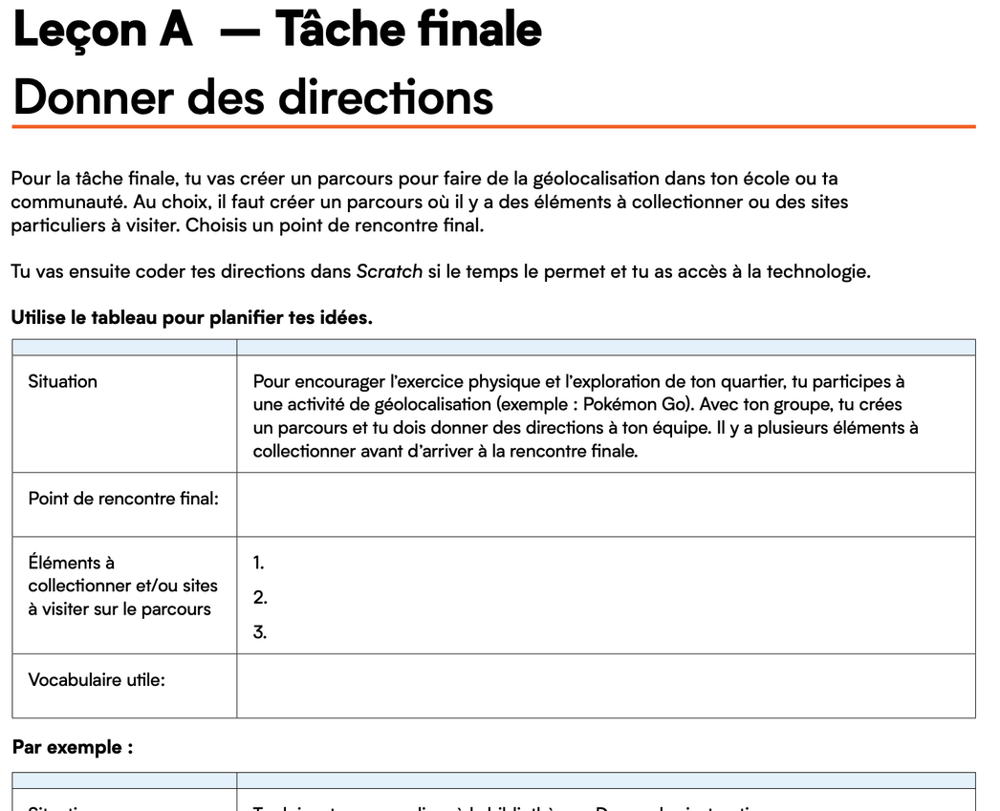 Leçon A — Tâche finale
Donner des directions
Pour la tâche finale, tu vas créer un parcours pour faire de la géolocalisation dans ton école ou ta
communauté. Au choix, il faut créer un parcours où il y a des éléments à collectionner ou des sites
particuliers à visiter. Choisis un point de rencontre final.
Tu vas ensuite coder tes directions dans Scratch si le temps le permet et tu as accès à la technologie.
Utilise le tableau pour planifier tes idées.
Situation
Pour encourager l’exercice physique et l’exploration de ton quartier, tu participes à
une activité de géolocalisation (exemple : Pokémon Go). Avec ton groupe, tu crées
un parcours et tu dois donner des directions à ton équipe. Il y a plusieurs éléments à
collectionner avant d’arriver à la rencontre finale.
Point de rencontre final:
Éléments à
collectionner et/ou sites
à visiter sur le parcours
1.
2.
3.
Vocabulaire utile:
Par exemple :
Situation